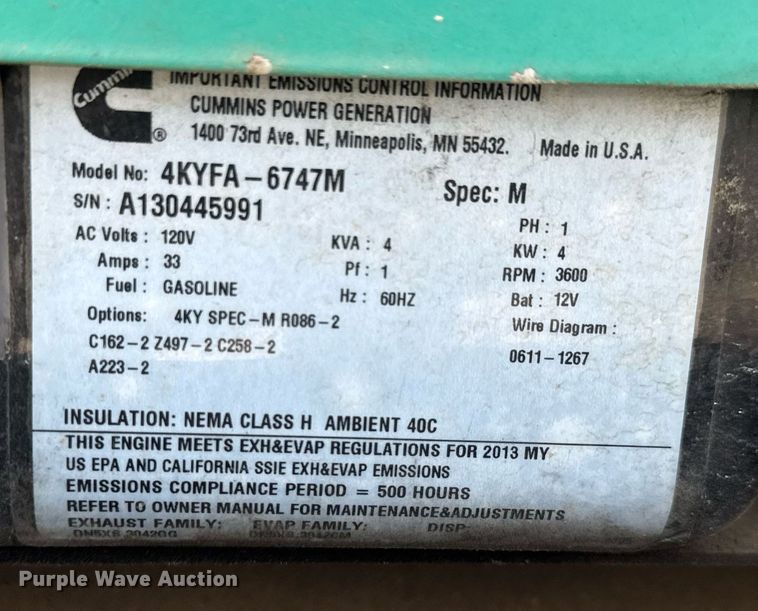 Cummins
IMPORTANT EMISSIONS CONTROL INFORMATION
CUMMINS POWER GENERATION
1400 73rd Ave. NE, Minneapolis, MN 55432. Made in U.S.A.
®
Model No: 4KYFA-6747M Spec: M
S/N: A130445991
AC Volts: 120V KVA: 4 PH: 1
Amps: 33 Pf: 1 KW: 4
Fuel: GASOLINE Hz: 60HZ RPM: 3600
Bat: 12V
Options: 4KY SPEC-M R086-2 Wire Diagram:
C162-2 Z497-2 C258-2 0611-1267
A223-2
INSULATION: NEMA CLASS H AMBIENT 40C
THIS ENGINE MEETS EXH&EVAP REGULATIONS FOR 2013 MY
US EPA AND CALIFORNIA SSIE EXH&EVAP EMISSIONS
EMISSIONS COMPLIANCE PERIOD = 500 HOURS
REFER TO OWNER MANUAL FOR MAINTENANCE&ADJUSTMENTS
EXHAUST FAMILY: EVAP FAMILY: DISP
Purple Wave Auction